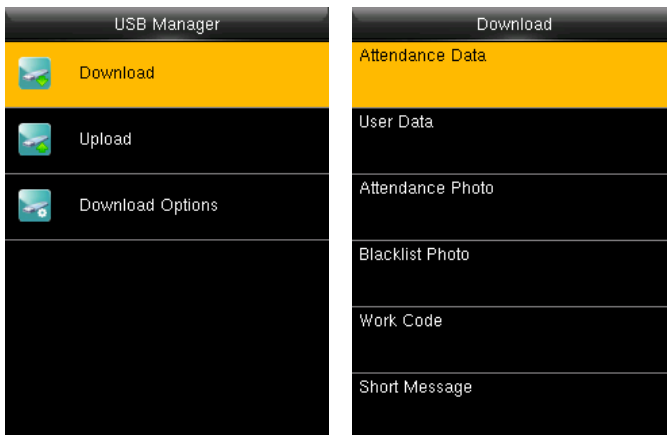 USB Manager
Download
Upload
Download Options
Download
Attendance Data
User Data
Attendance Photo
Blacklist Photo
Work Code
Short Message